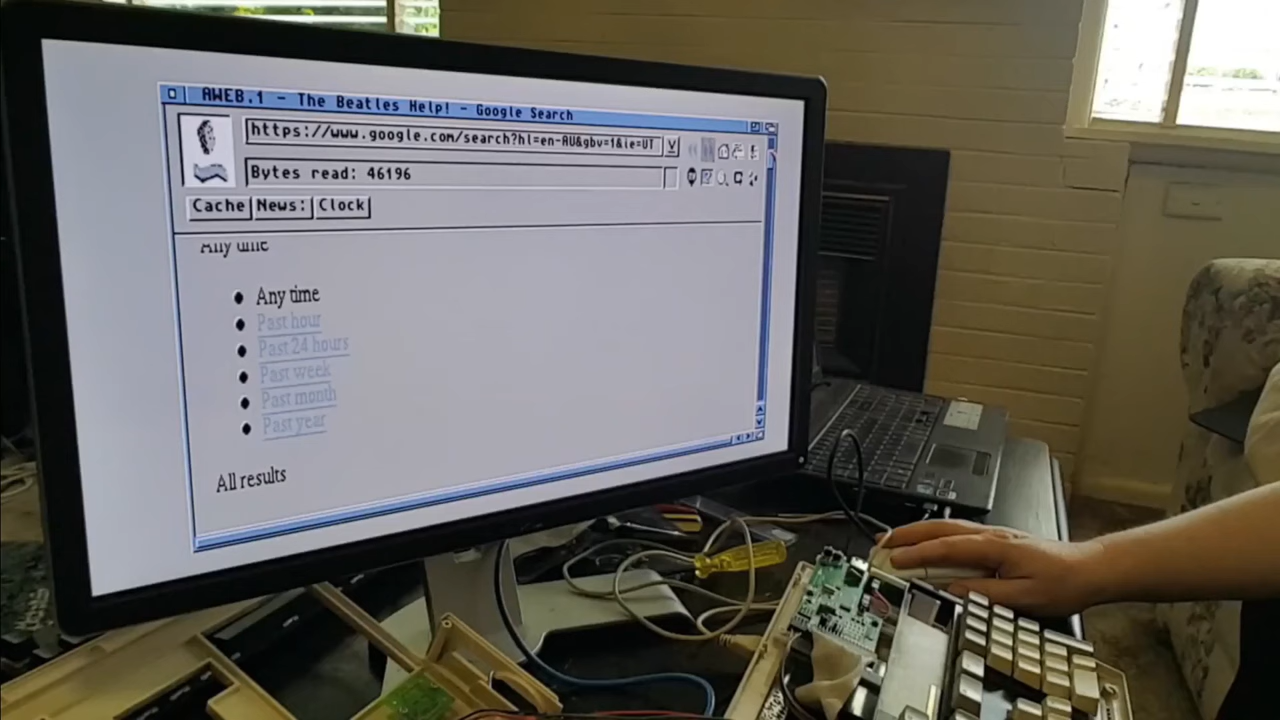 AWEB.1 – The Beatles Help! - Google Search
https://www.google.com/search?hl=en-AU&gbv=1&ie=UT
Bytes read: 46196
Cache News: Clock
Any time
Any time
Past hour
Past 24 hours
Past week
Past month
Past year
All results